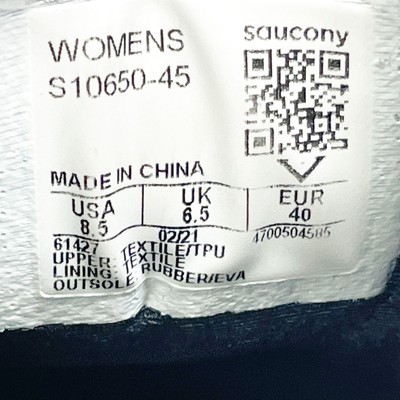 WOMENS
S10650-45
saucony
MADE IN CHINA
USA UK EUR
8.5 6.5 40
61427 02/21 4700504585
UPPER: TEXTILE/TPU
LINING: TEXTILE
OUTSOLE: RUBBER/EVA